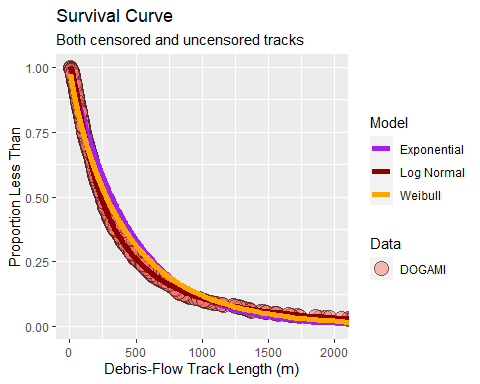 Survival Curve
Both censored and uncensored tracks
1.00
0.75
0.50
0.25
0.00
Proportion Less Than
0 500 1000 1500 2000
Debris-Flow Track Length (m)
Model
Exponential
Log Normal
Weibull
Data
DOGAMI